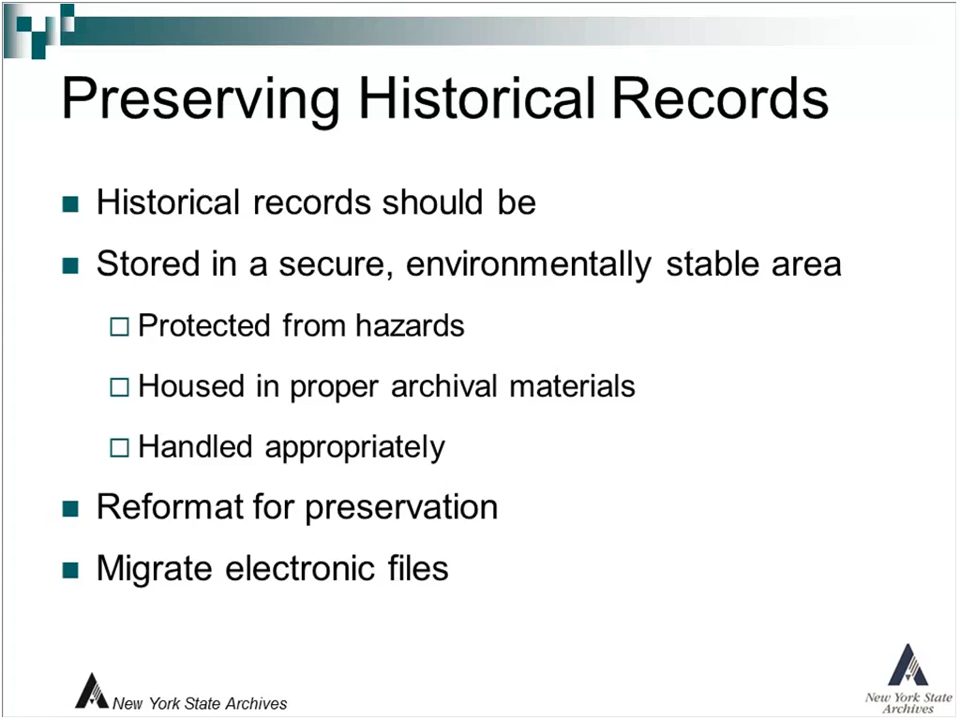 Preserving Historical Records
Historical records should be
Stored in a secure, environmentally stable area
Protected from hazards
Housed in proper archival materials
Handled appropriately
Reformat for preservation
Migrate electronic files
New York State Archives
New York State
Archives